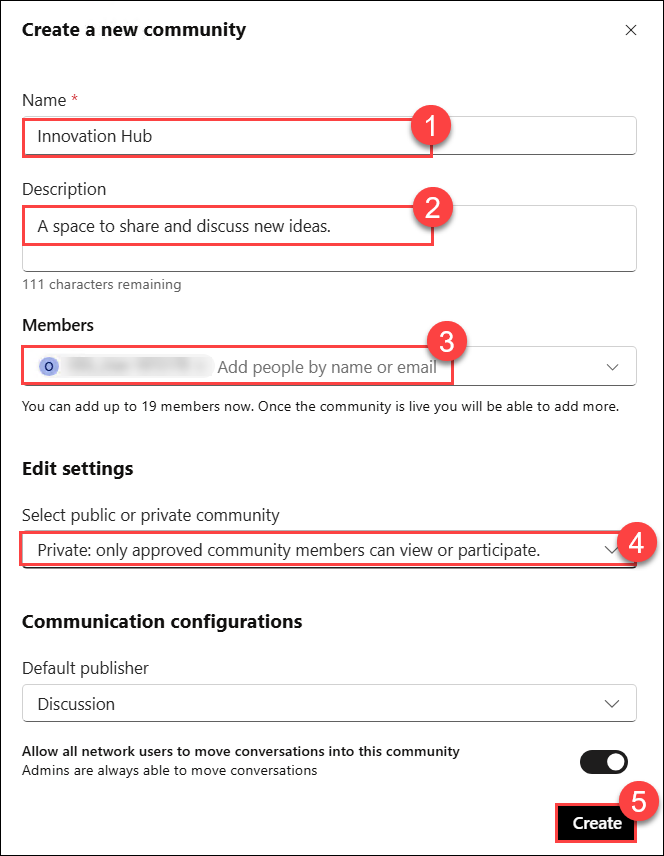 Create a new community
Name *
1
Innovation Hub
Description
2
A space to share and discuss new ideas.
111 characters remaining
Members
3
O Add people by name or email
You can add up to 19 members now. Once the community is live you will be able to add more.
Edit settings
Select public or private community
Private: only approved community members can view or participate.
4
Communication configurations
Default publisher
Discussion
Allow all network users to move conversations into this community
Admins are always able to move conversations
5
Create